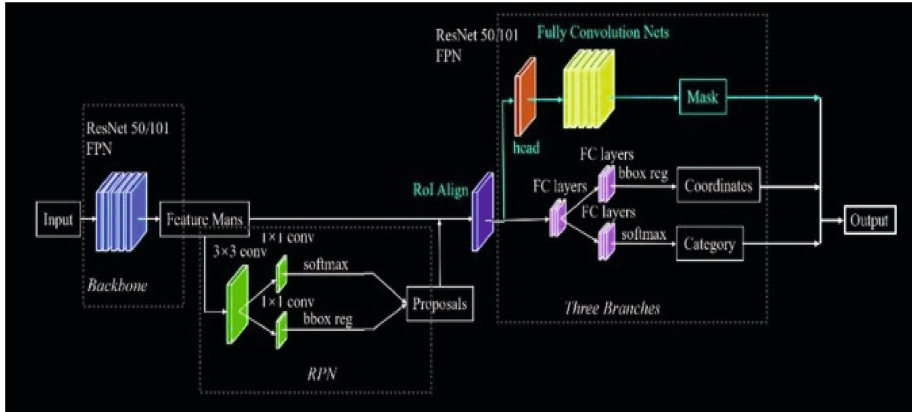 ResNet 50/101
FPN
Fully Convolution Nets
Mask
head
ResNet 50/101
FPN
RoI Align
FC layers
bbox reg
FC layers
Coordinates
Input
Feature Mans
FC layers
softmax
Category
Output
1×1 conv
3×3 conv
softmax
Backbone
1×1 conv
Proposals
bbox reg
Three Branches
RPN